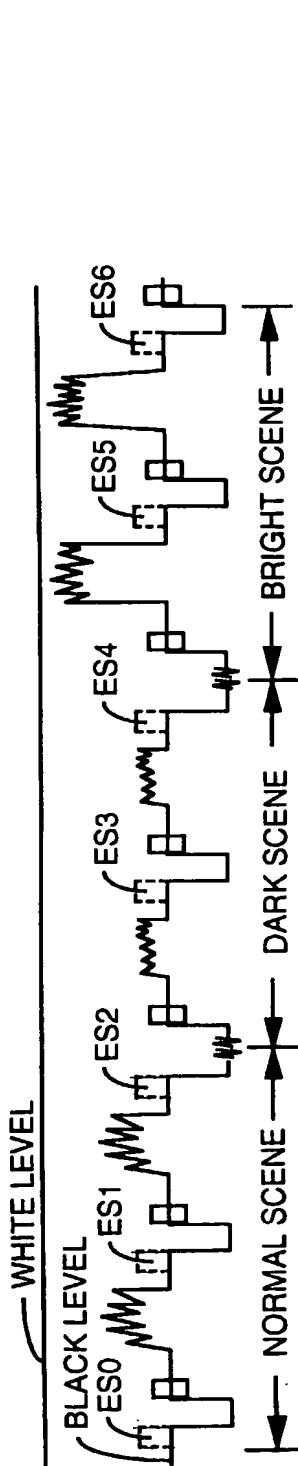 WHITE LEVEL
BLACK LEVEL
ES0
ES1
ES2
ES3
ES4
ES5
ES6
NORMAL SCENE
DARK SCENE
BRIGHT SCENE